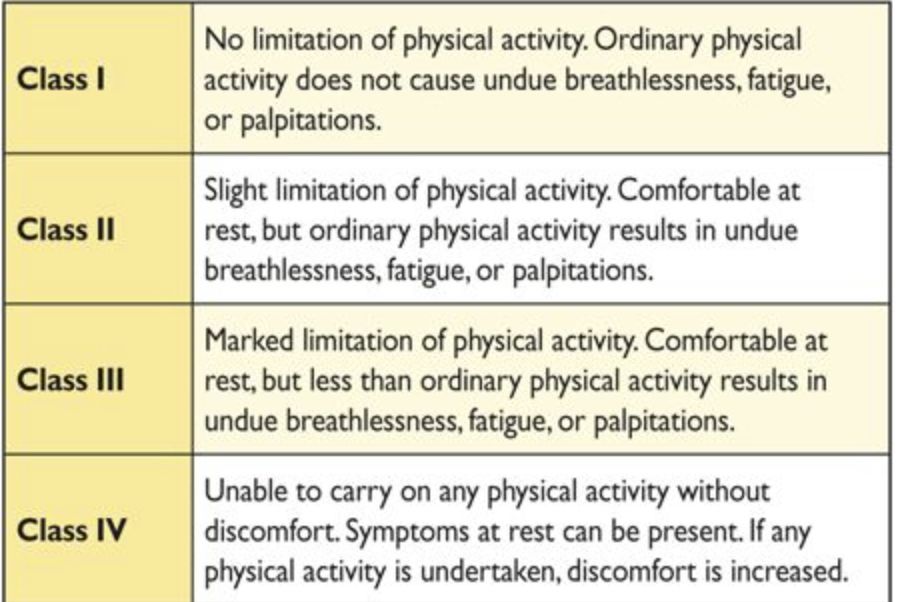 Class I
No limitation of physical activity. Ordinary physical
activity does not cause undue breathlessness, fatigue,
or palpitations.
Class II
Slight limitation of physical activity. Comfortable at
rest, but ordinary physical activity results in undue
breathlessness, fatigue, or palpitations.
Class III
Marked limitation of physical activity. Comfortable at
rest, but less than ordinary physical activity results in
undue breathlessness, fatigue, or palpitations.
Class IV
Unable to carry on any physical activity without
discomfort. Symptoms at rest can be present. If any
physical activity is undertaken, discomfort is increased.